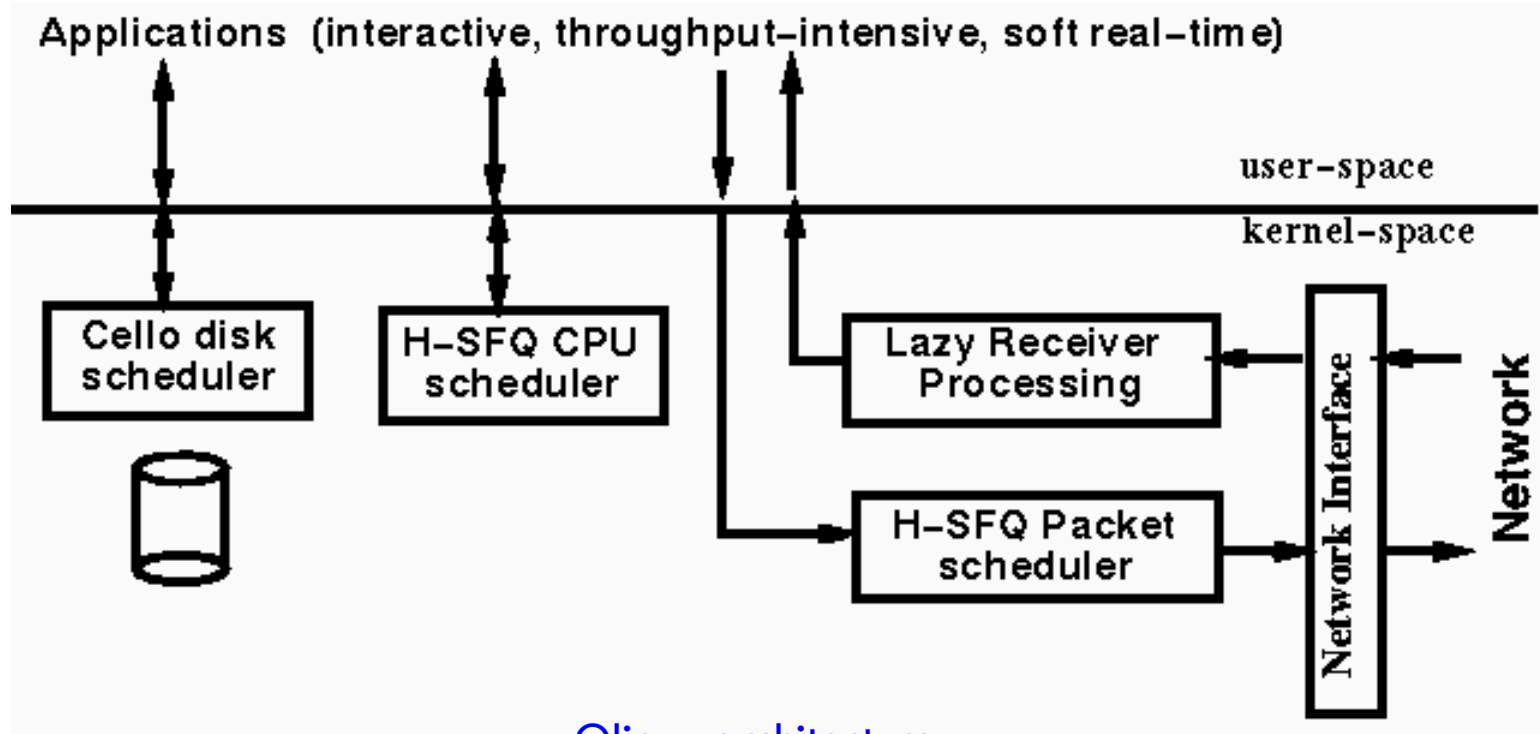 Applications (interactive, throughput–intensive, soft real–time)
user–space
kernel–space
Cello disk
scheduler
H–SFQ CPU
scheduler
Lazy Receiver
Processing
H–SFQ Packet
scheduler
Network Interface
Network